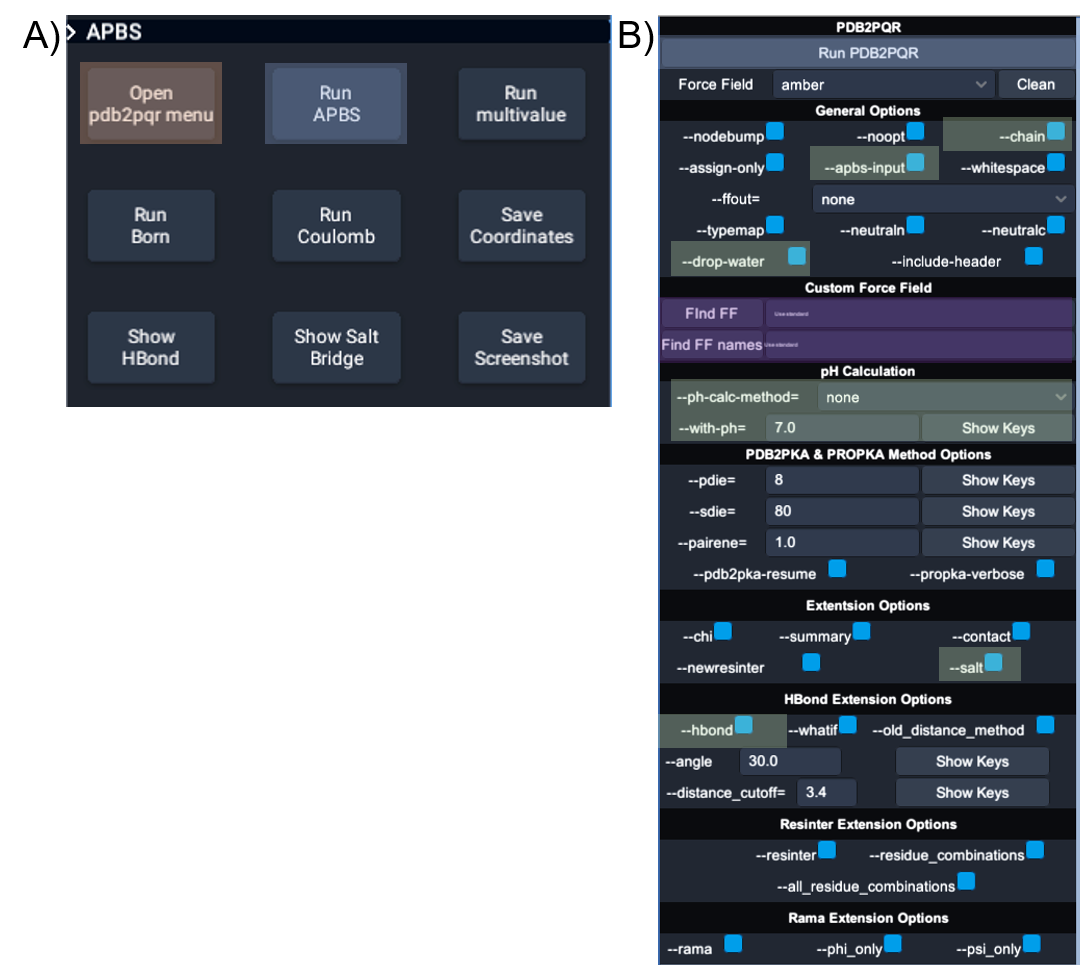 A)
> APBS
Open
pdb2pqr menu
Run
APBS
Run
multivalue
Run
Born
Run
Coulomb
Save
Coordinates
Show
HBond
Show Salt
Bridge
Save
Screenshot
B)
PDB2PQR
Run PDB2PQR
Force Field amber Clean
General Options
--nodebump --noopt --chain
--assign-only --apbs-input --whitespace
--ffout= none
--typemap --neutraln --neutralc
--drop-water --include-header
Custom Force Field
FInd FF Use standard
Find FF names Use standard
pH Calculation
--ph-calc-method= none
--with-ph= 7.0 Show Keys
PDB2PKA & PROPKA Method Options
--pdie= 8 Show Keys
--sdie= 80 Show Keys
--pairene= 1.0 Show Keys
--pdb2pka-resume --propka-verbose
Extentsion Options
--chi --summary --contact
--newresinter --salt
HBond Extension Options
--hbond --whatif --old_distance_method
--angle 30.0 Show Keys
--distance_cutoff= 3.4 Show Keys
Resinter Extension Options
--resinter --residue_combinations
--all_residue_combinations
Rama Extension Options
--rama --phi_only --psi_only